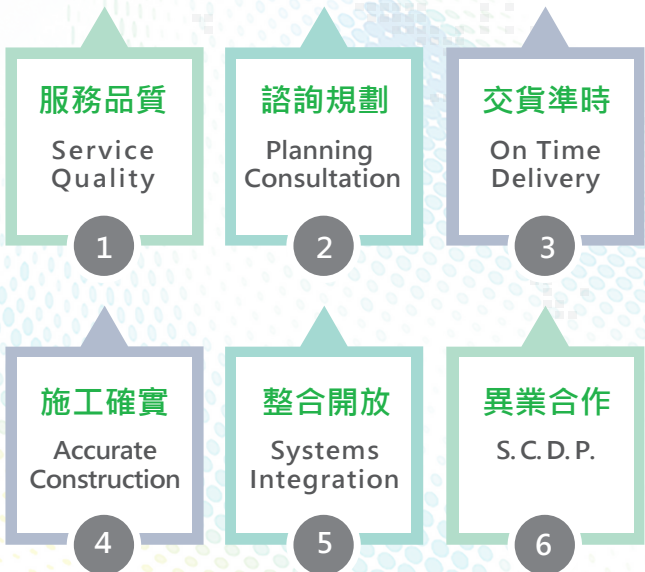 服務品質
Service
Quality
1
諮詢規劃
Planning
Consultation
2
交貨準時
On Time
Delivery
3
施工確實
Accurate
Construction
4
整合開放
Systems
Integration
5
異業合作
S.C.D.P.
6